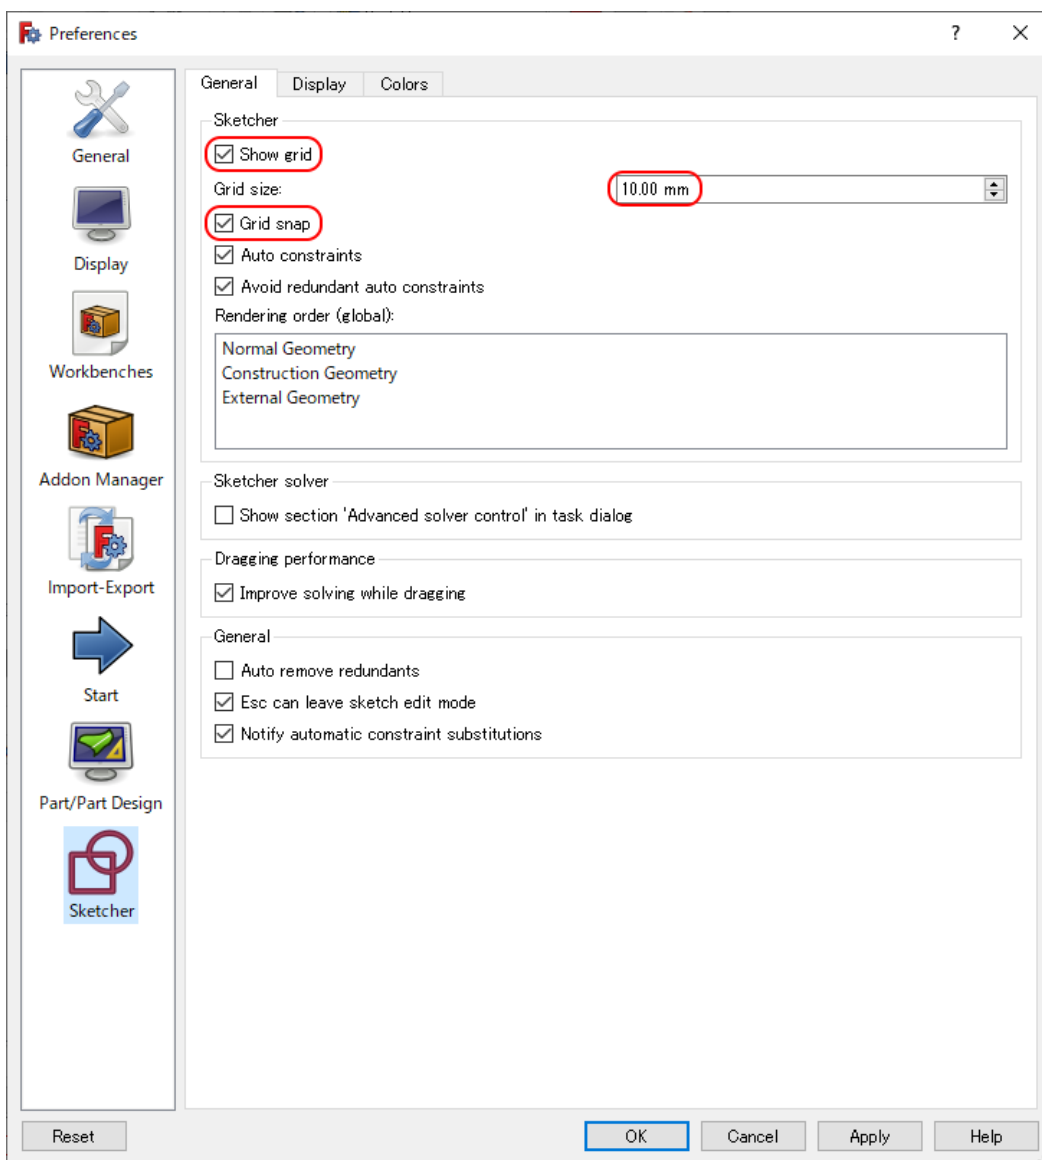 Preferences
?
General
Display
Workbenches
Addon Manager
Import-Export
Start
Part/Part Design
Sketcher
General Display Colors
Sketcher
Show grid
Grid size: 10.00 mm
Grid snap
Auto constraints
Avoid redundant auto constraints
Rendering order (global):
Normal Geometry
Construction Geometry
External Geometry
Sketcher solver
Show section 'Advanced solver control' in task dialog
Dragging performance
Improve solving while dragging
General
Auto remove redundants
Esc can leave sketch edit mode
Notify automatic constraint substitutions
Reset OK Cancel Apply Help